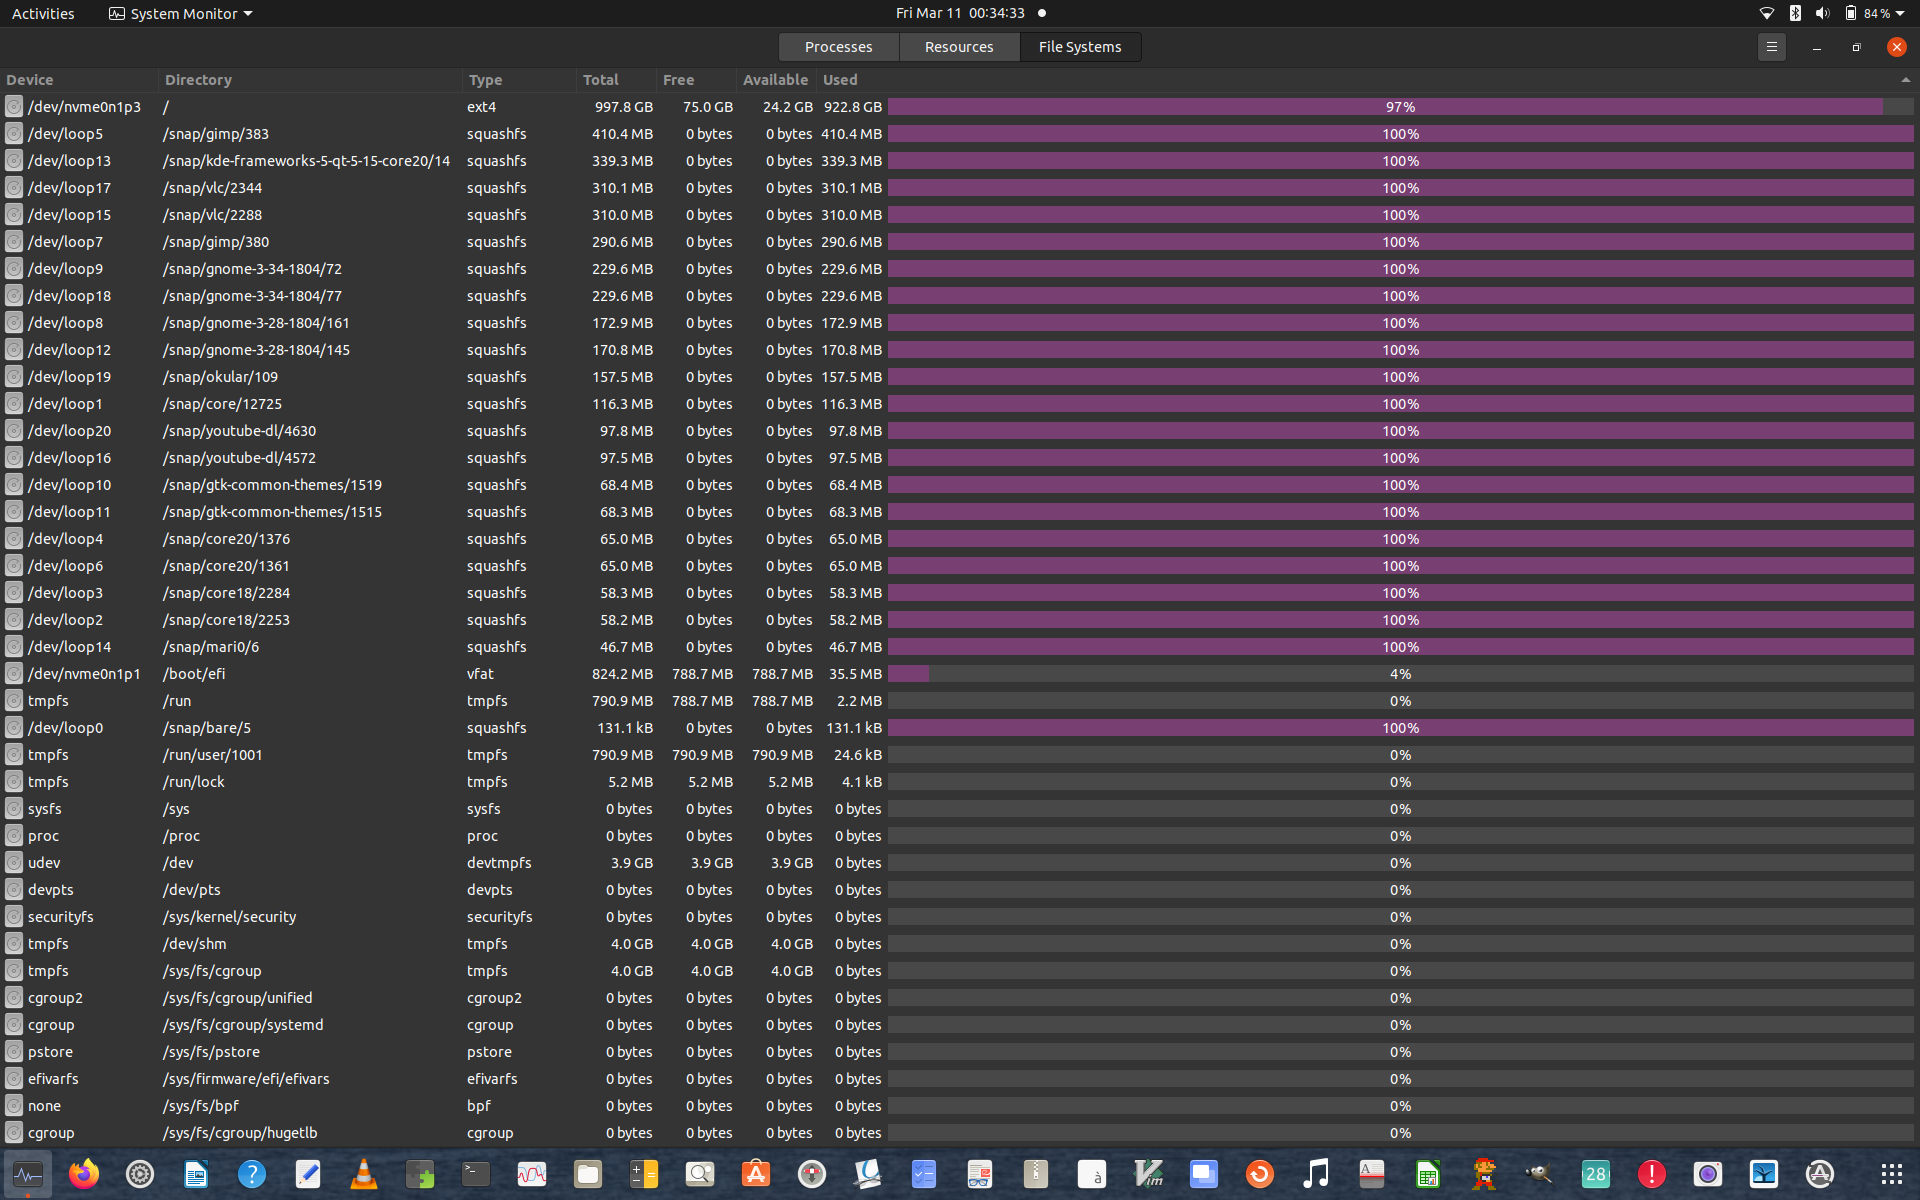 Activities System Monitor Fri Mar 11 00:34:33 84 %
Processes Resources File Systems
Device Directory Type Total Free Available Used
/dev/nvme0n1p3 / ext4 997.8 GB 75.0 GB 24.2 GB 922.8 GB 97%
/dev/loop5 /snap/gimp/383 squashfs 410.4 MB 0 bytes 0 bytes 410.4 MB 100%
/dev/loop13 /snap/kde-frameworks-5-qt-5-15-core20/14 squashfs 339.3 MB 0 bytes 0 bytes 339.3 MB 100%
/dev/loop17 /snap/vlc/2344 squashfs 310.1 MB 0 bytes 0 bytes 310.1 MB 100%
/dev/loop15 /snap/vlc/2288 squashfs 310.0 MB 0 bytes 0 bytes 310.0 MB 100%
/dev/loop7 /snap/gimp/380 squashfs 290.6 MB 0 bytes 0 bytes 290.6 MB 100%
/dev/loop9 /snap/gnome-3-34-1804/72 squashfs 229.6 MB 0 bytes 0 bytes 229.6 MB 100%
/dev/loop18 /snap/gnome-3-34-1804/77 squashfs 229.6 MB 0 bytes 0 bytes 229.6 MB 100%
/dev/loop8 /snap/gnome-3-28-1804/161 squashfs 172.9 MB 0 bytes 0 bytes 172.9 MB 100%
/dev/loop12 /snap/gnome-3-28-1804/145 squashfs 170.8 MB 0 bytes 0 bytes 170.8 MB 100%
/dev/loop19 /snap/okular/109 squashfs 157.5 MB 0 bytes 0 bytes 157.5 MB 100%
/dev/loop1 /snap/core/12725 squashfs 116.3 MB 0 bytes 0 bytes 116.3 MB 100%
/dev/loop20 /snap/youtube-dl/4630 squashfs 97.8 MB 0 bytes 0 bytes 97.8 MB 100%
/dev/loop16 /snap/youtube-dl/4572 squashfs 97.5 MB 0 bytes 0 bytes 97.5 MB 100%
/dev/loop10 /snap/gtk-common-themes/1519 squashfs 68.4 MB 0 bytes 0 bytes 68.4 MB 100%
/dev/loop11 /snap/gtk-common-themes/1515 squashfs 68.3 MB 0 bytes 0 bytes 68.3 MB 100%
/dev/loop4 /snap/core20/1376 squashfs 65.0 MB 0 bytes 0 bytes 65.0 MB 100%
/dev/loop6 /snap/core20/1361 squashfs 65.0 MB 0 bytes 0 bytes 65.0 MB 100%
/dev/loop3 /snap/core18/2284 squashfs 58.3 MB 0 bytes 0 bytes 58.3 MB 100%
/dev/loop2 /snap/core18/2253 squashfs 58.2 MB 0 bytes 0 bytes 58.2 MB 100%
/dev/loop14 /snap/mari0/6 squashfs 46.7 MB 0 bytes 0 bytes 46.7 MB 100%
/dev/nvme0n1p1 /boot/efi vfat 824.2 MB 788.7 MB 788.7 MB 35.5 MB 4%
tmpfs /run tmpfs 790.9 MB 788.7 MB 788.7 MB 2.2 MB 0%
/dev/loop0 /snap/bare/5 squashfs 131.1 kB 0 bytes 0 bytes 131.1 kB 100%
tmpfs /run/user/1001 tmpfs 790.9 MB 790.9 MB 790.9 MB 24.6 kB 0%
tmpfs /run/lock tmpfs 5.2 MB 5.2 MB 5.2 MB 4.1 kB 0%
sysfs /sys sysfs 0 bytes 0 bytes 0 bytes 0 bytes 0%
proc /proc proc 0 bytes 0 bytes 0 bytes 0 bytes 0%
udev /dev devtmpfs 3.9 GB 3.9 GB 3.9 GB 0 bytes 0%
devpts /dev/pts devpts 0 bytes 0 bytes 0 bytes 0 bytes 0%
securityfs /sys/kernel/security securityfs 0 bytes 0 bytes 0 bytes 0 bytes 0%
tmpfs /dev/shm tmpfs 4.0 GB 4.0 GB 4.0 GB 0 bytes 0%
tmpfs /sys/fs/cgroup tmpfs 4.0 GB 4.0 GB 4.0 GB 0 bytes 0%
cgroup2 /sys/fs/cgroup/unified cgroup2 0 bytes 0 bytes 0 bytes 0 bytes 0%
cgroup /sys/fs/cgroup/systemd cgroup 0 bytes 0 bytes 0 bytes 0 bytes 0%
pstore /sys/fs/pstore pstore 0 bytes 0 bytes 0 bytes 0 bytes 0%
efivarfs /sys/firmware/efi/efivars efivarfs 0 bytes 0 bytes 0 bytes 0 bytes 0%
none /sys/fs/bpf bpf 0 bytes 0 bytes 0 bytes 0 bytes 0%
cgroup /sys/fs/cgroup/hugetlb cgroup 0 bytes 0 bytes 0 bytes 0 bytes 0%
? >_ A à Vim A 28 !